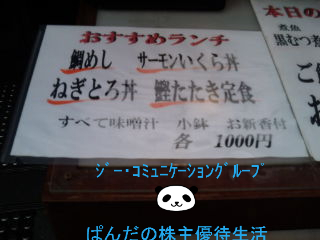 おすすめランチ
鯛めし　サーモンいくら丼
ねぎとろ丼　鰹たたき定食
すべて味噌汁　小鉢　お新香付
各　1000円
本日の
煮魚
黒むつ煮
ご
お
ｼﾞｰ･ｺﾐｭﾆｹｰｼｮﾝｸﾞﾙｰﾌﾟ
ぱんだの株主優待生活